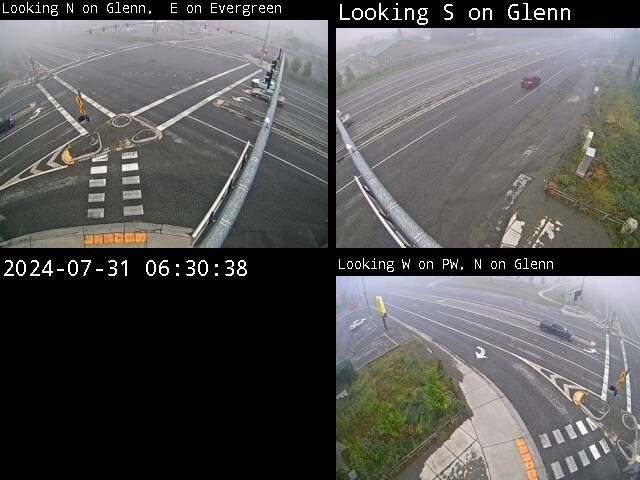 Looking N on Glenn,  E on Evergreen
Looking S on Glenn
2024-07-31 06:30:38
Looking W on PW, N on Glenn